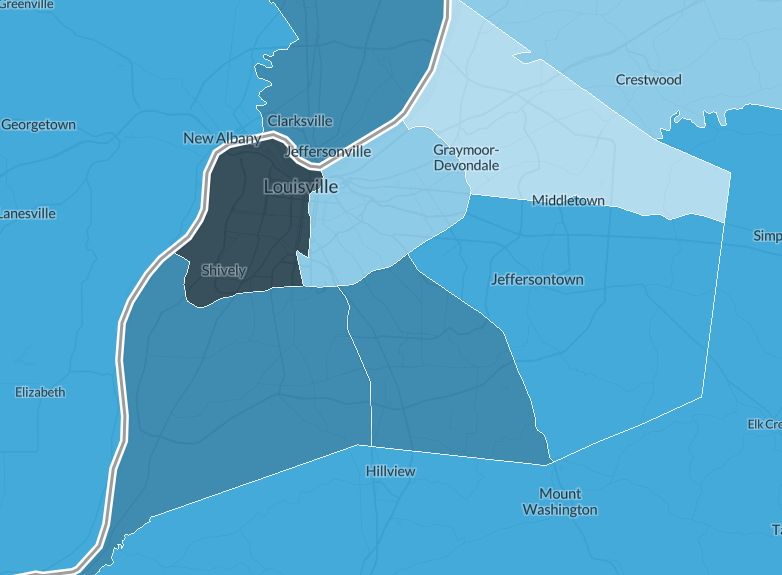 Greenville
Crestwood
Georgetown
Clarksville
New Albany
Jeffersonville
Graymoor-
Devondale
Louisville
Middletown
Lanesville
Simp
Shively
Jeffersontown
Elizabeth
Elk Cre
Hillview
Mount
Washington
Ta